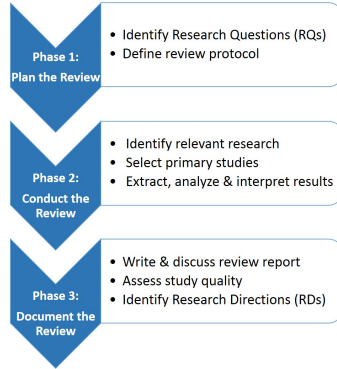 Phase 1:
Plan the Review
• Identify Research Questions (RQs)
• Define review protocol
Phase 2:
Conduct the
Review
• Identify relevant research
• Select primary studies
• Extract, analyze & interpret results
Phase 3:
Document the
Review
• Write & discuss review report
• Assess study quality
• Identify Research Directions (RDs)